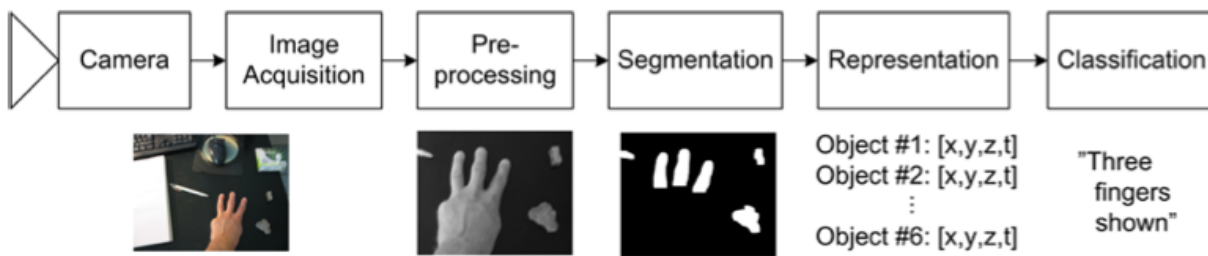 Camera
Image
Acquisition
Pre-
processing
Segmentation
Representation
Classification
Object #1: [x,y,z,t]
Object #2: [x,y,z,t]
⋮
Object #6: [x,y,z,t]
”Three
fingers
shown”